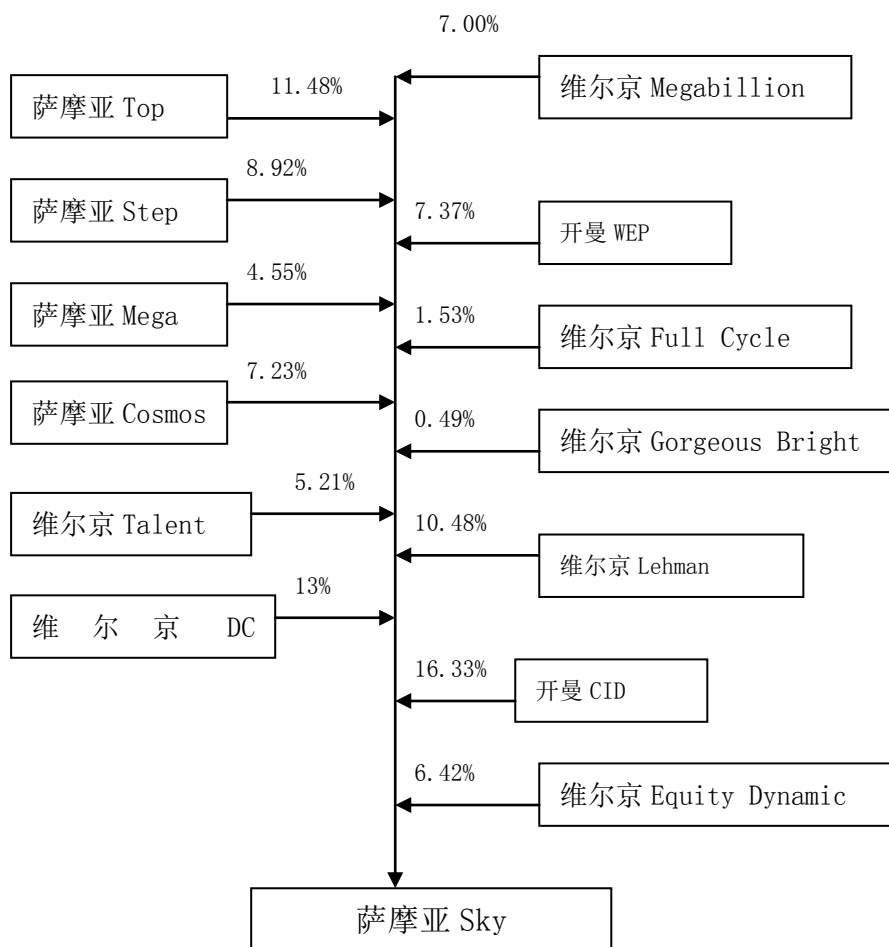 7.00%
维尔京 Megabillion
11.48%
萨摩亚 Top
8.92%
萨摩亚 Step
7.37%
开曼 WEP
4.55%
萨摩亚 Mega
1.53%
维尔京 Full Cycle
7.23%
萨摩亚 Cosmos
0.49%
维尔京 Gorgeous Bright
5.21%
维尔京 Talent
10.48%
维尔京 Lehman
13%
维 尔 京 DC
16.33%
开曼 CID
6.42%
维尔京 Equity Dynamic
萨摩亚 Sky